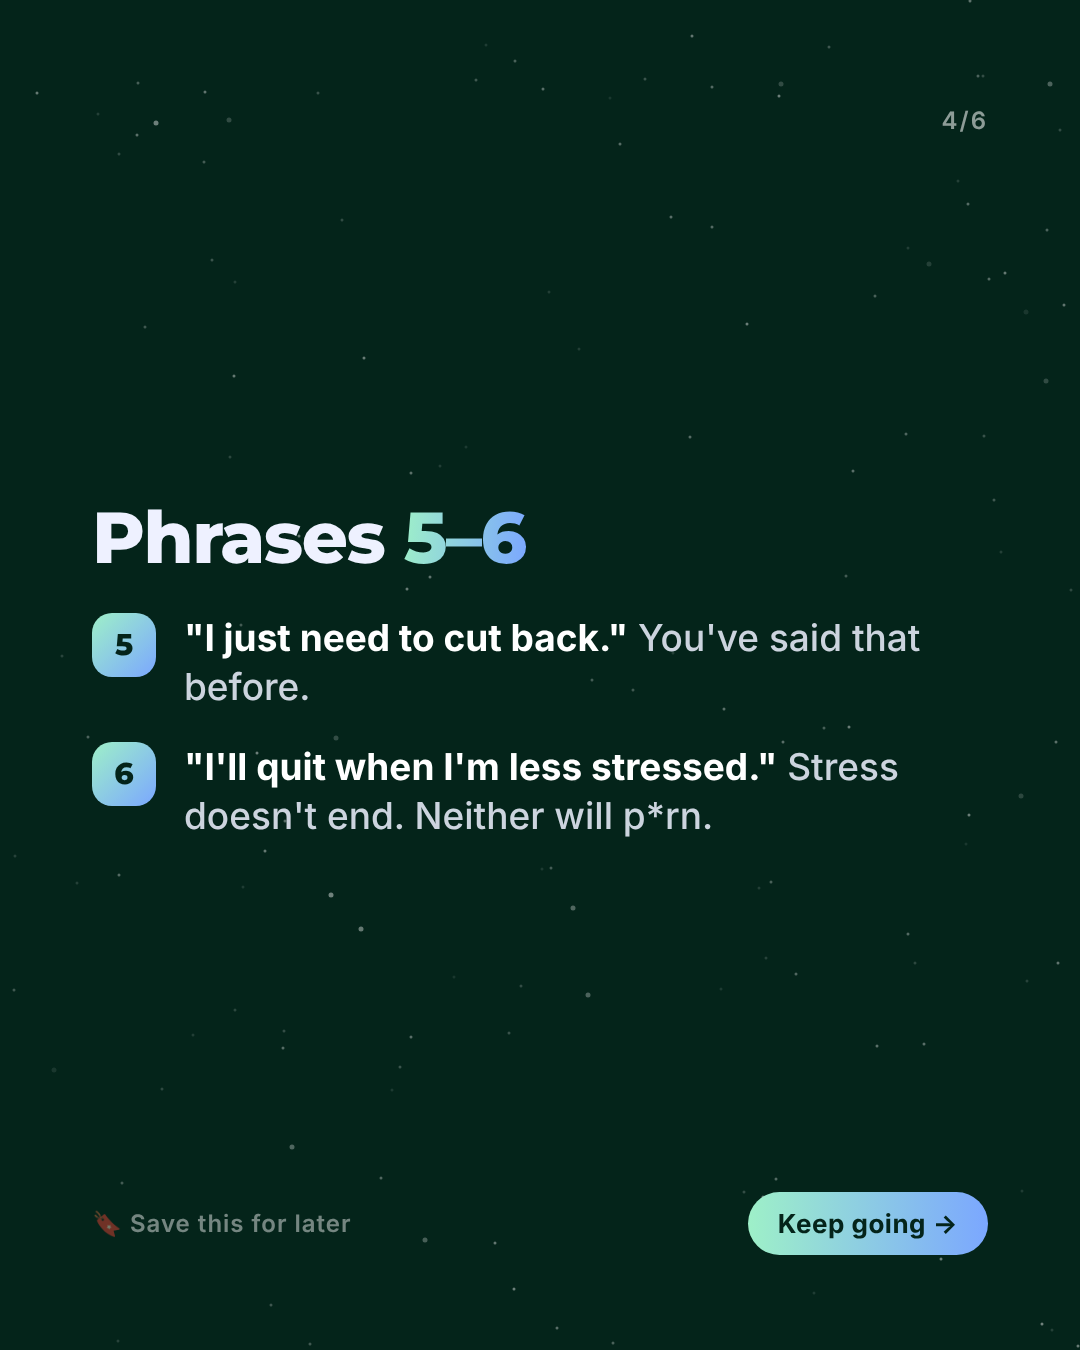 4/6
Phrases 5–6
5
"I just need to cut back." You've said that
before.
6
"I'll quit when I'm less stressed." Stress
doesn't end. Neither will p*rn.
🔖 Save this for later
Keep going →